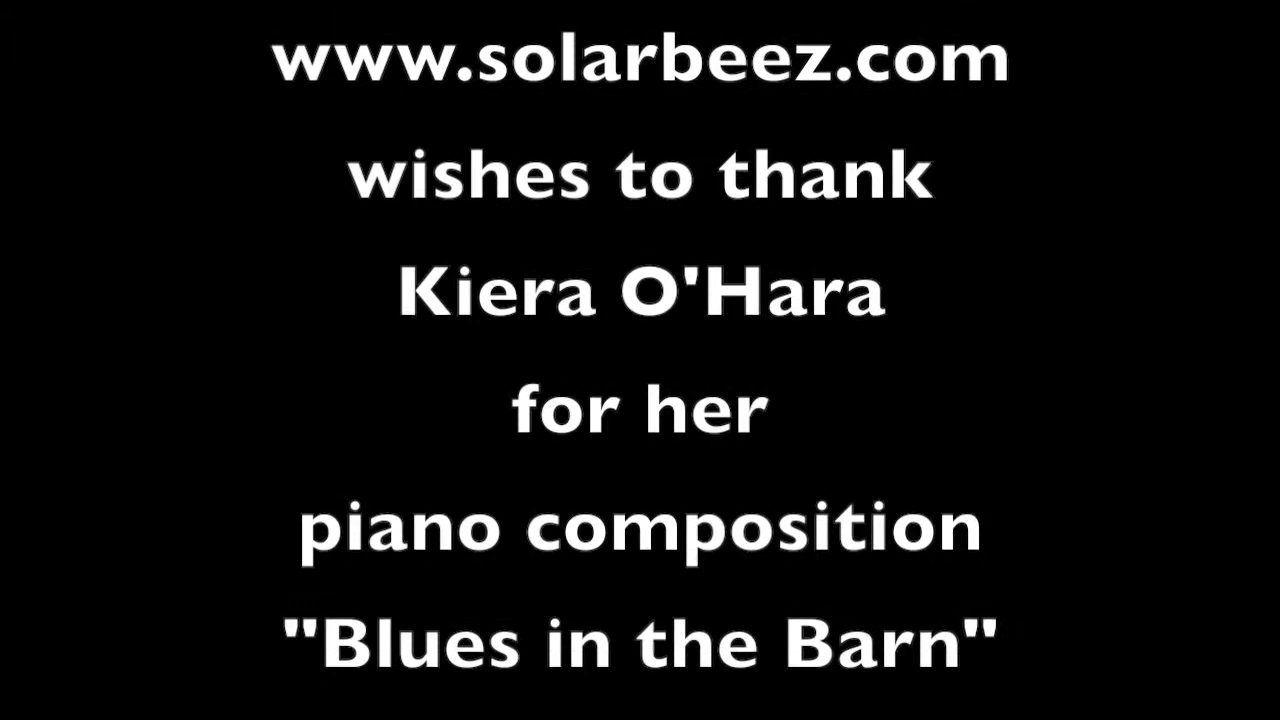 www.solarbeez.com
wishes to thank
Kiera O'Hara
for her
piano composition
"Blues in the Barn"